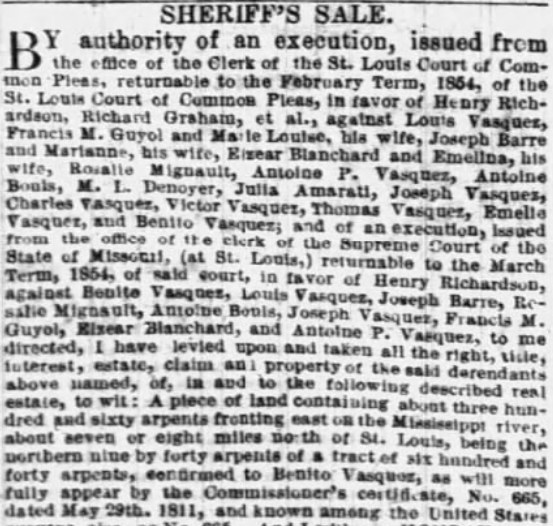 SHERIFF'S SALE.
BY authority of an execution, issued from
the office of the Clerk of the St. Louis Court of Com-
mon Pleas, returnable to the February Term, 1854, of the
St. Louis Court of Common Pleas, in favor of Henry Rich-
ardson, Richard Graham, et al., against Louis Vasquez,
Francis M. Guyol and Marie Louise, his wife, Joseph Barre
and Marianne, his wife, Elzear Blanchard and Emelina, his
wife, Rosalie Mignault, Antoine P. Vasquez, Antoine
Bouis, M. L. Denoyer, Julia Amarati, Joseph Vasquez,
Charles Vasquez, Victor Vasquez, Thomas Vasquez, Emelie
Vasquez, and Benito Vasquez; and of an execution, issued
from the office of the clerk of the Supreme Court of the
State of Missouri, (at St. Louis,) returnable to the March
Term, 1854, of said court, in favor of Henry Richardson,
against Benito Vasquez, Louis Vasquez, Joseph Barre, Ro-
salie Mignault, Antoine Bouis, Joseph Vasquez, Francis M.
Guyol, Elzear Blanchard, and Antoine P. Vasquez, to me
directed, I have levied upon and taken all the right, title,
interest, estate, claim and property of the said derendants
above named, of, in and to the following described real
estate, to wit: A piece of land containing about three hun-
dred and sixty arpents fronting east on the Mississippi river,
about seven or eight miles north of St. Louis, being the
northern nine by forty arpents of a tract of six hundred and
forty arpents, confirmed to Benito Vasquez, as will more
fully appear by the Commissioner's certificate, No. 665,
dated May 29th, 1811, and known among the United States